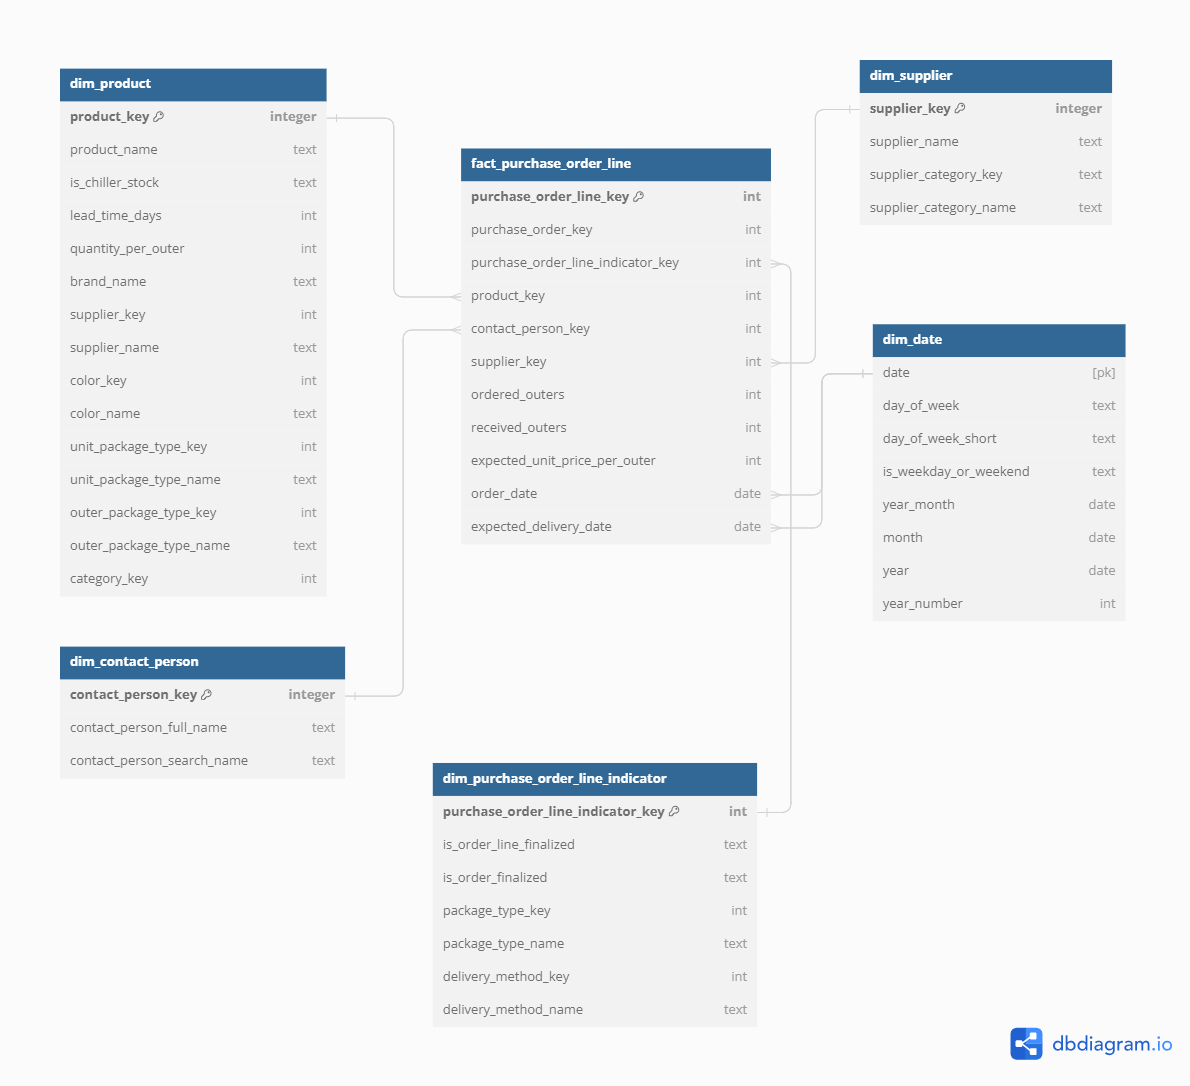 dim_product
product_key integer
product_name text
is_chiller_stock text
lead_time_days int
quantity_per_outer int
brand_name text
supplier_key int
supplier_name text
color_key int
color_name text
unit_package_type_key int
unit_package_type_name text
outer_package_type_key int
outer_package_type_name text
category_key int
dim_contact_person
contact_person_key integer
contact_person_full_name text
contact_person_search_name text
fact_purchase_order_line
purchase_order_line_key int
purchase_order_key int
purchase_order_line_indicator_key int
product_key int
contact_person_key int
supplier_key int
ordered_outers int
received_outers int
expected_unit_price_per_outer int
order_date date
expected_delivery_date date
dim_purchase_order_line_indicator
purchase_order_line_indicator_key int
is_order_line_finalized text
is_order_finalized text
package_type_key int
package_type_name text
delivery_method_key int
delivery_method_name text
dim_supplier
supplier_key integer
supplier_name text
supplier_category_key text
supplier_category_name text
dim_date
date [pk]
day_of_week text
day_of_week_short text
is_weekday_or_weekend text
year_month date
month date
year date
year_number int
dbdiagram.io